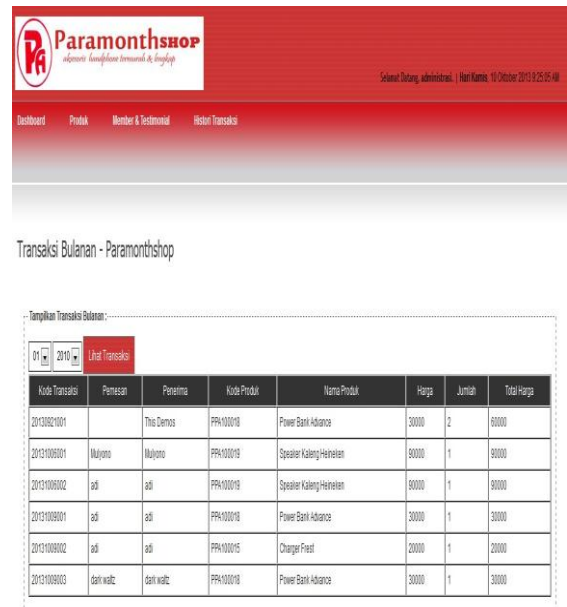 Paramonthshop
aksesoris handphone termurah & lengkap
Selamat Datang, administrasi. | Hari Kamis, 10 Oktober 2013 9:25:05 AM
Dashboard Produk Member & Testimonial Histori Transaksi
Transaksi Bulanan - Paramonthshop
Tampilkan Transaksi Bulanan :
01 2010 Lihat Transaksi
Kode Transaksi Pemesan Penerima Kode Produk Nama Produk Harga Jumlah Total Harga
20130921001 This Demos PPA100018 Power Bank Advance 30000 2 60000
20131006001 Mulyono Mulyono PPA100019 Speaker Kaleng Heineken 90000 1 90000
20131006002 adi adi PPA100019 Speaker Kaleng Heineken 90000 1 90000
20131009001 adi adi PPA100018 Power Bank Advance 30000 1 30000
20131009002 adi adi PPA100015 Charger Frest 20000 1 20000
20131009003 dark waltz dark waltz PPA100018 Power Bank Advance 30000 1 30000